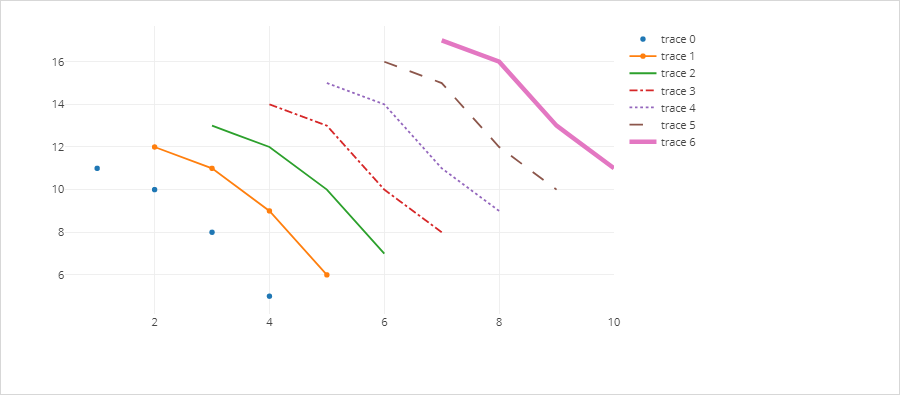 16
14
12
10
8
6
2 4 6 8 10
trace 0
trace 1
trace 2
trace 3
trace 4
trace 5
trace 6